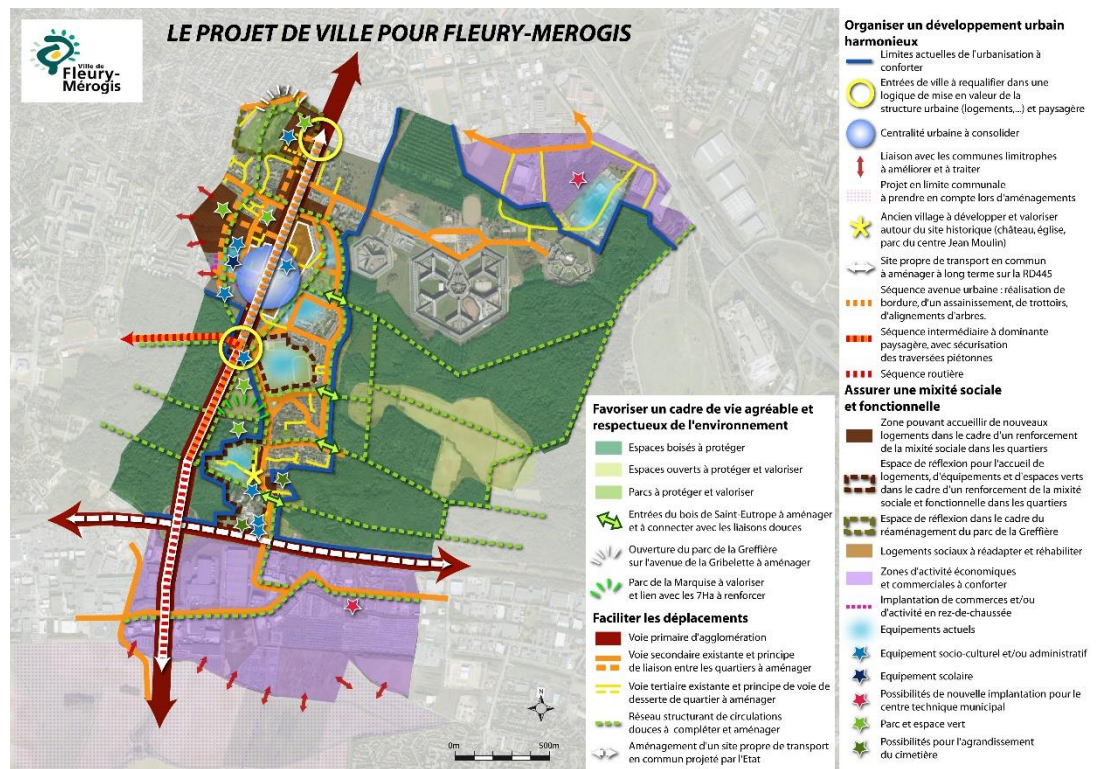 LE PROJET DE VILLE POUR FLEURY-MEROGIS
Ville de
Fleury-
Mérogis
Organiser un développement urbain
harmonieux
Limites actuelles de l'urbanisation à
conforter
Entrées de ville à requalifier dans une
logique de mise en valeur de la
structure urbaine (logements,...) et paysagère
Centralité urbaine à consolider
Liaison avec les communes limitrophes
à améliorer et à traiter
Projet en limite communale
à prendre en compte lors d'aménagements
Ancien village à développer et valoriser
autour du site historique (château, église,
parc du centre Jean Moulin)
Site propre de transport en commun
à aménager à long terme sur la RD445
Séquence avenue urbaine : réalisation de
bordure, d'un assainissement, de trottoirs,
d'alignements d'arbres.
Séquence intermédiaire à dominante
paysagère, avec sécurisation
des traversées piétonnes
Séquence routière
Assurer une mixité sociale
et fonctionnelle
Zone pouvant accueillir de nouveaux
logements dans le cadre d'un renforcement
de la mixité sociale dans les quartiers
Espace de réflexion pour l'accueil de
logements, d'équipements et d'espaces verts
dans le cadre d'un renforcement de la mixité
sociale et fonctionnelle dans les quartiers
Espace de réflexion dans le cadre du
réaménagement du parc de la Greffière
Logements sociaux à réadapter et réhabiliter
Zones d'activité économiques
et commerciales à conforter
Implantation de commerces et/ou
d'activité en rez-de-chaussée
Equipements actuels
Equipement socio-culturel et/ou administratif
Equipement scolaire
Possibilités de nouvelle implantation pour le
centre technique municipal
Parc et espace vert
Possibilités pour l'agrandissement
du cimetière
Favoriser un cadre de vie agréable et
respectueux de l'environnement
Espaces boisés à protéger
Espaces ouverts à protéger et valoriser
Parcs à protéger et valoriser
Entrées du bois de Saint-Eutrope à aménager
et à connecter avec les liaisons douces
Ouverture du parc de la Greffière
sur l'avenue de la Gribelette à aménager
Parc de la Marquise à valoriser
et lien avec les 7Ha à renforcer
Faciliter les déplacements
Voie primaire d'agglomération
Voie secondaire existante et principe
de liaison entre les quartiers à aménager
Voie tertiaire existante et principe de voie de
desserte de quartier à aménager
Réseau structurant de circulations
douces à compléter et aménager
Aménagement d'un site propre de transport
en commun projeté par l'Etat
N
0m 500m